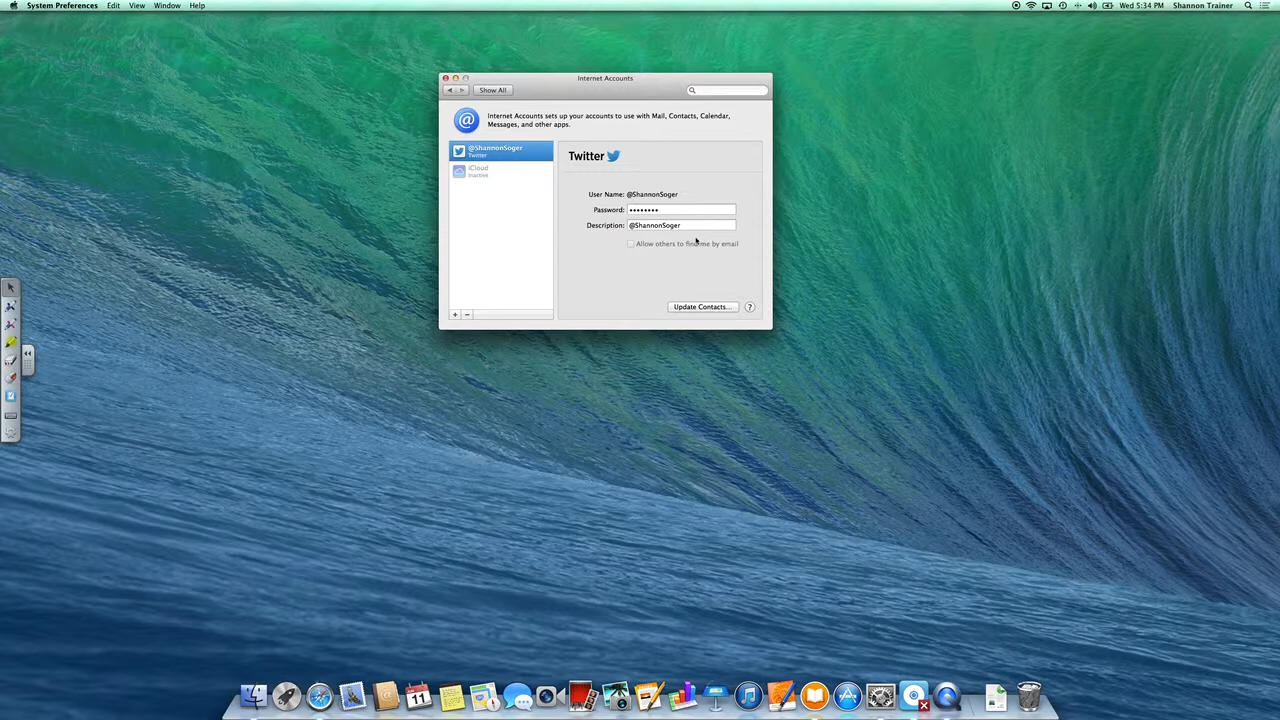 System Preferences Edit View Window Help
Wed 5:34 PM Shannon Trainer
Internet Accounts
Show All
Internet Accounts sets up your accounts to use with Mail, Contacts, Calendar,
Messages, and other apps.
@ShannonSoger
Twitter
iCloud
Inactive
Twitter
User Name: @ShannonSoger
Password: ••••••••
Description: @ShannonSoger
Allow others to find me by email
Update Contacts... ?
+ −
11